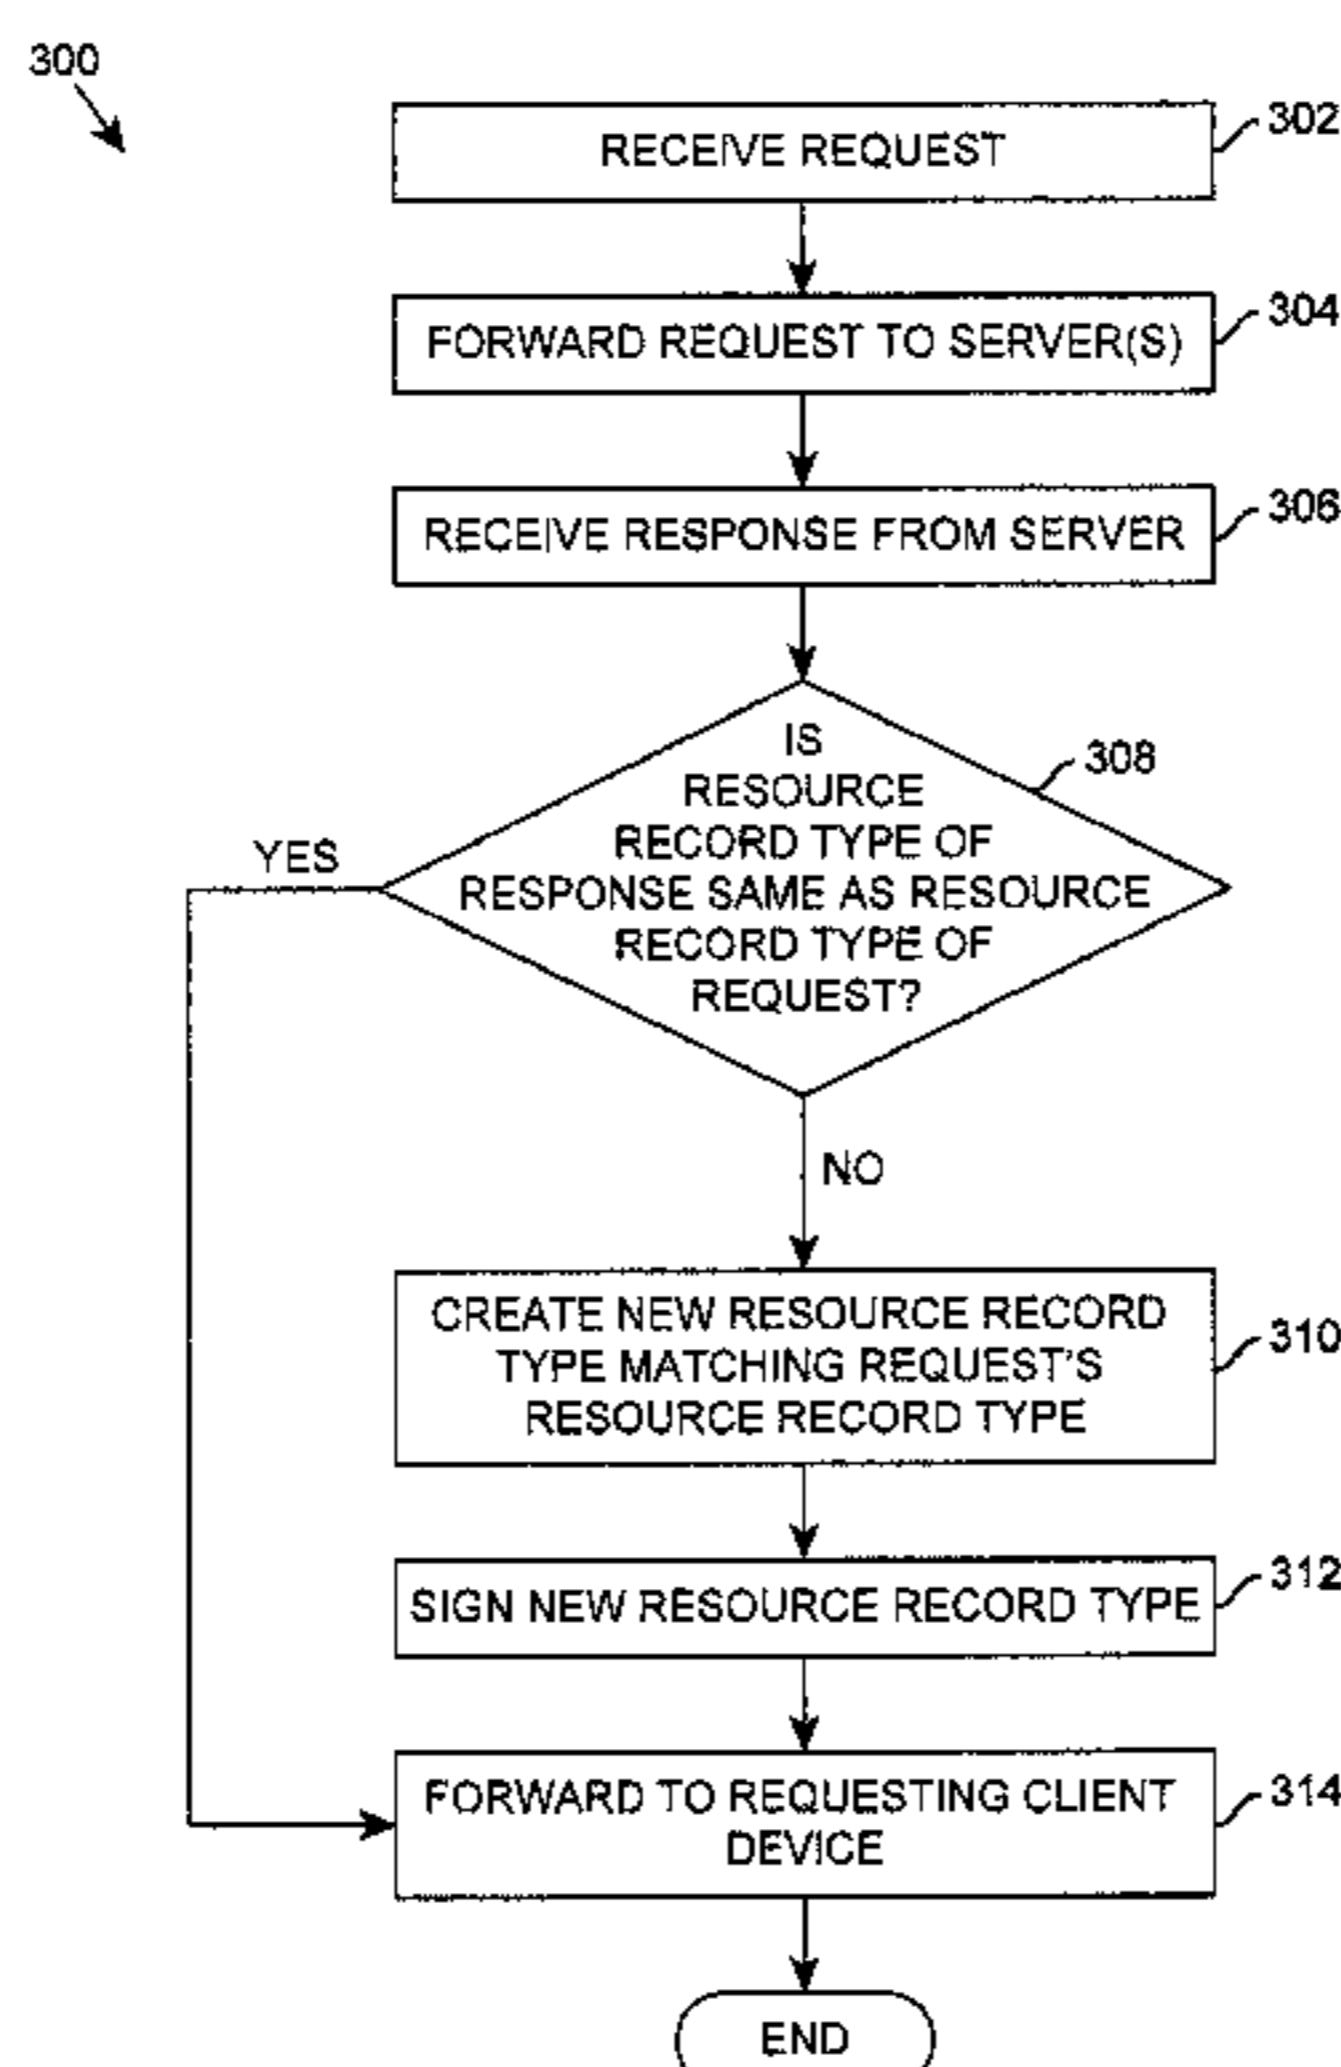 300
RECEIVE REQUEST
302
FORWARD REQUEST TO SERVER(S)
304
RECEIVE RESPONSE FROM SERVER
306
IS
RESOURCE
RECORD TYPE OF
RESPONSE SAME AS RESOURCE
RECORD TYPE OF
REQUEST?
308
YES
NO
CREATE NEW RESOURCE RECORD
TYPE MATCHING REQUEST'S
RESOURCE RECORD TYPE
310
SIGN NEW RESOURCE RECORD TYPE
312
FORWARD TO REQUESTING CLIENT
DEVICE
314
END